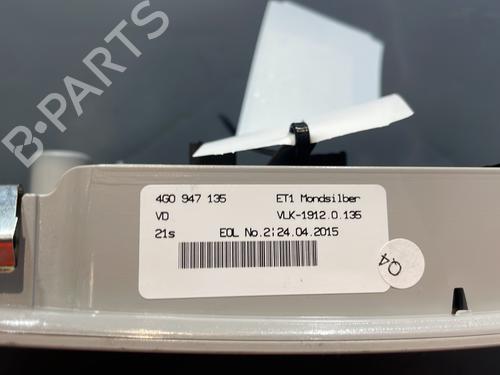 B-PARTS
4G0 947 135 ET1 Mondsilber
VD VLK-1912.0.135
21s EOL No.2: 24.04.2015
Q4